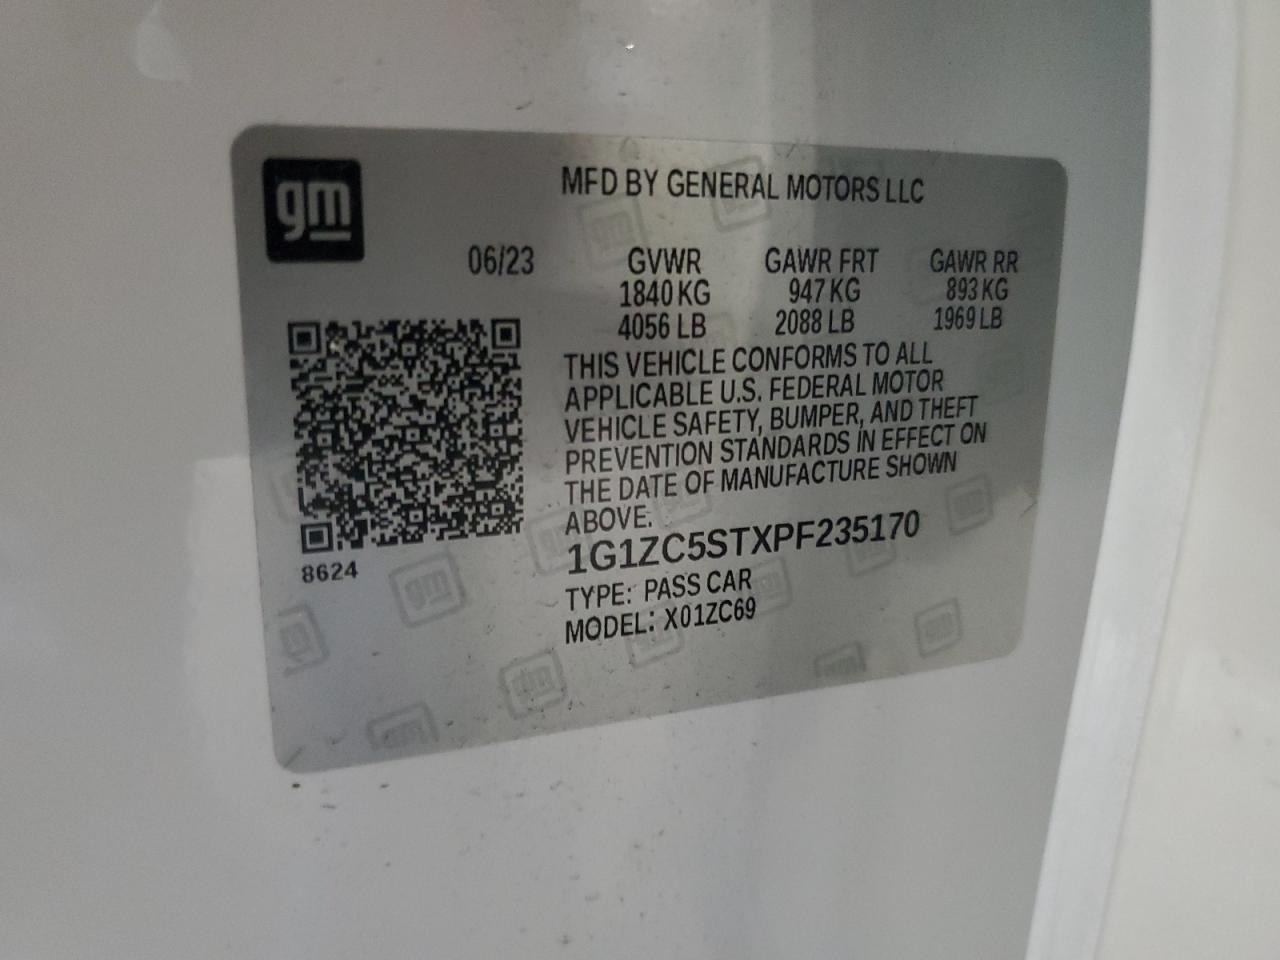 gm
MFD BY GENERAL MOTORS LLC
06/23 GVWR GAWR FRT GAWR RR
1840 KG 947 KG 893 KG
4056 LB 2088 LB 1969 LB
THIS VEHICLE CONFORMS TO ALL
APPLICABLE U.S. FEDERAL MOTOR
VEHICLE SAFETY, BUMPER, AND THEFT
PREVENTION STANDARDS IN EFFECT ON
THE DATE OF MANUFACTURE SHOWN
ABOVE.
1G1ZC5STXPF235170
8624
TYPE: PASS CAR
MODEL: X01ZC69